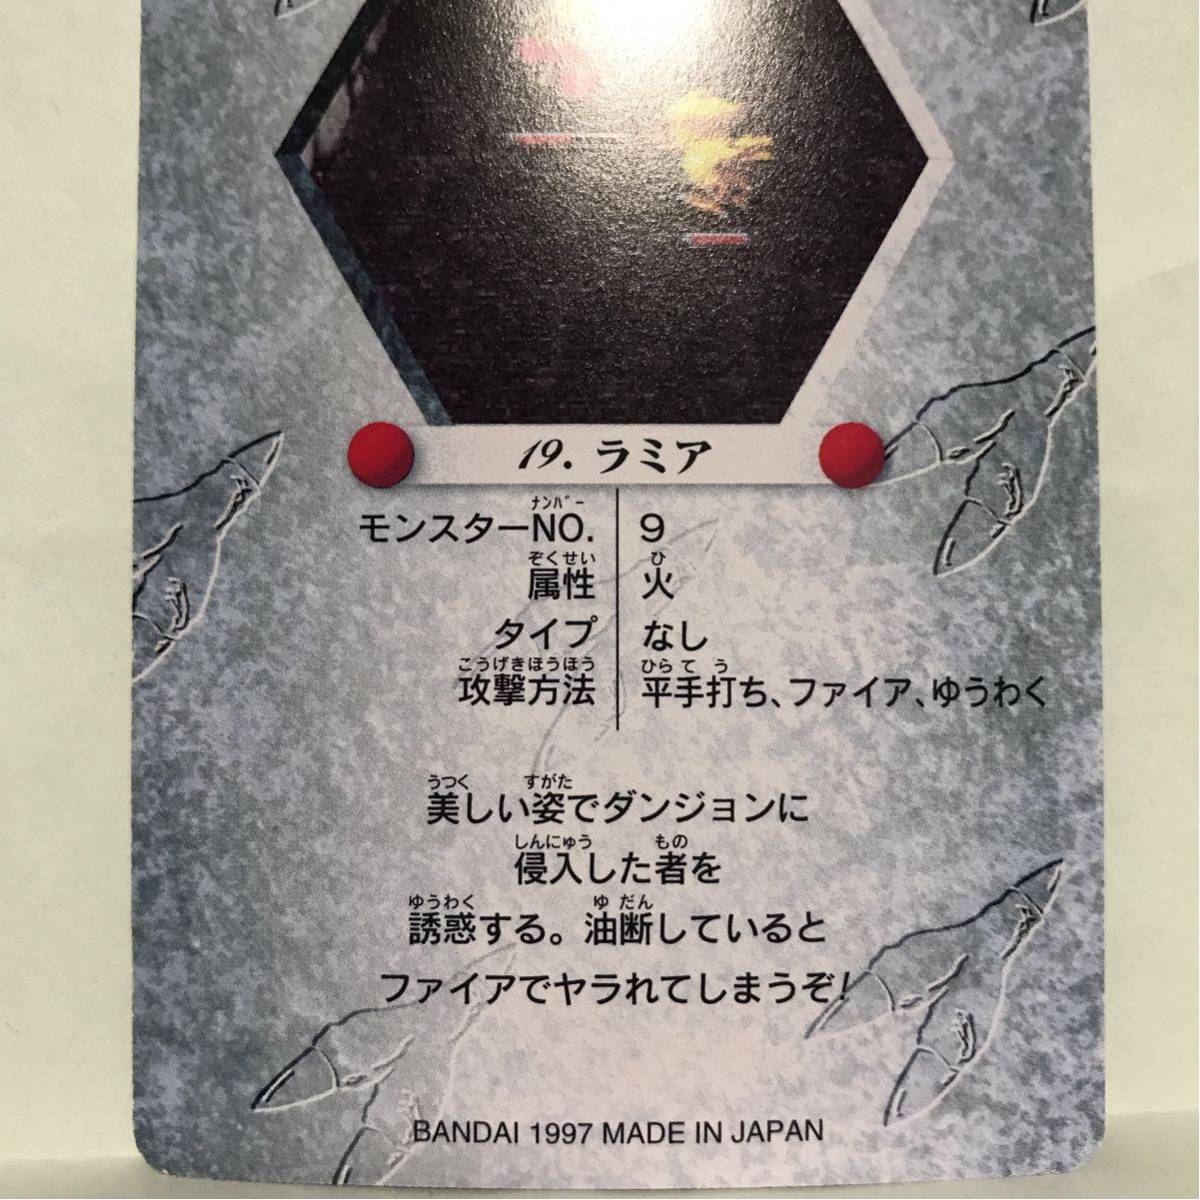 19. ラミア
ナンバー
モンスターNO. 9
ぞくせい ひ
属性 火
タイプ なし
こうげきほうほう ひら て う
攻撃方法 平手打ち、ファイア、ゆうわく
うつく すがた
美しい姿でダンジョンに
しんにゅう もの
侵入した者を
ゆうわく ゆ だん
誘惑する。油断していると
ファイアでヤラれてしまうぞ!
BANDAI 1997 MADE IN JAPAN